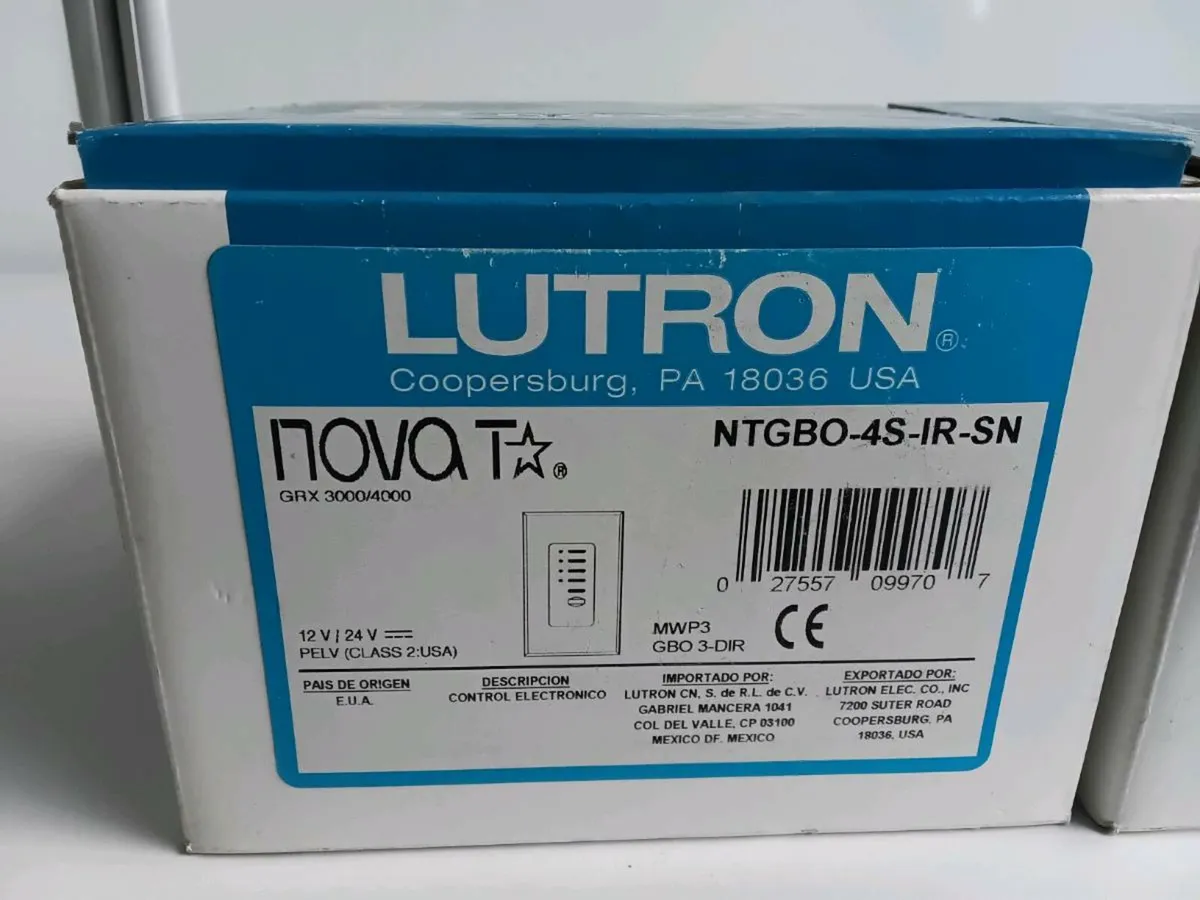 LUTRON®
Coopersburg, PA 18036 USA
nova T☆®
NTGBO-4S-IR-SN
GRX 3000/4000
0 27557 09970 7
12 V / 24 V ⎓
PELV (CLASS 2:USA)
MWP3
GBO 3-DIR
CE
PAIS DE ORIGEN
E.U.A.
DESCRIPCION
CONTROL ELECTRONICO
IMPORTADO POR:
LUTRON CN, S. de R.L. de C.V.
GABRIEL MANCERA 1041
COL DEL VALLE, CP 03100
MEXICO DF. MEXICO
EXPORTADO POR:
LUTRON ELEC. CO., INC
7200 SUTER ROAD
COOPERSBURG, PA
18036, USA